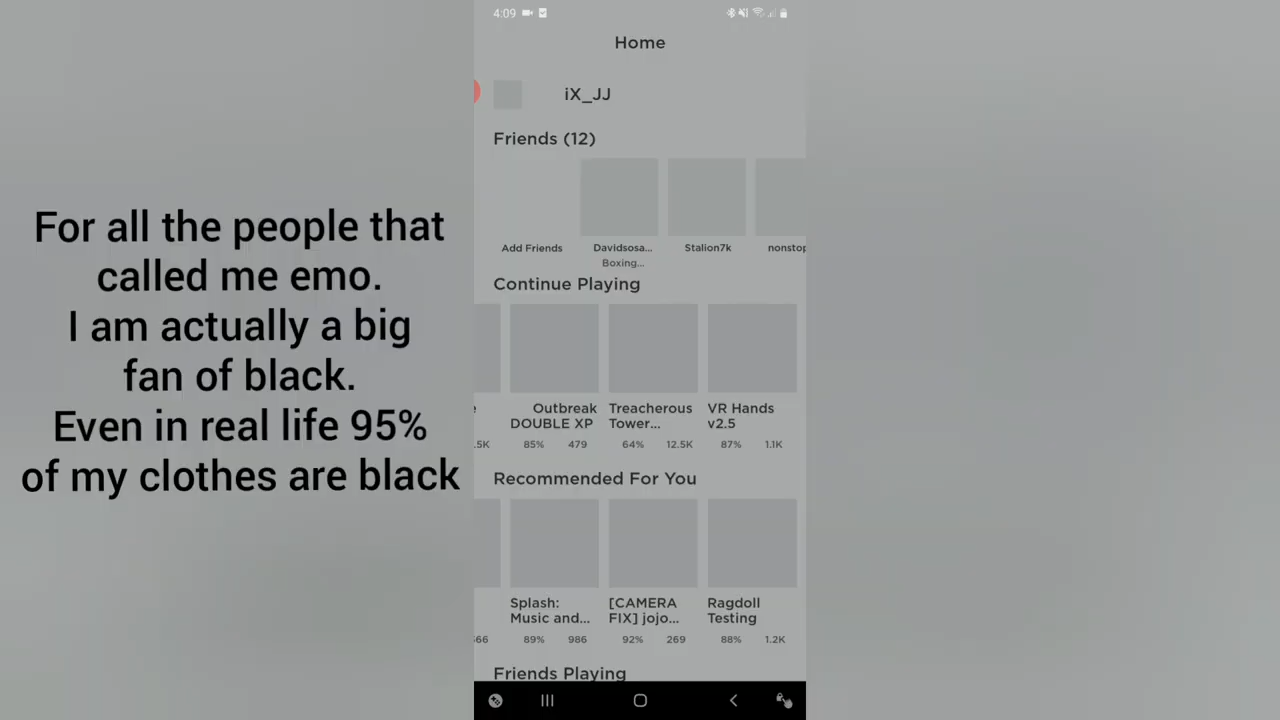 For all the people that
called me emo.
I am actually a big
fan of black.
Even in real life 95%
of my clothes are black
4:09
Home
iX_JJ
Friends (12)
Add Friends
Davidsosa...
Stalion7k
nonstop
Boxing...
Continue Playing
Outbreak
DOUBLE XP
Treacherous
Tower...
VR Hands
v2.5
.5K
85% 479
64% 12.5K
87% 1.1K
Recommended For You
Splash:
Music and...
[CAMERA
FIX] jojo...
Ragdoll
Testing
66
89% 986
92% 269
88% 1.2K
Friends Playing